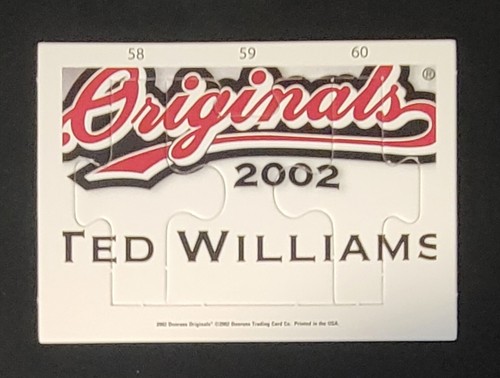 58 59 60
Originals®
2002
TED WILLIAMS
2002 Donruss Originals™ ©2002 Donruss Trading Card Co. Printed in the USA.